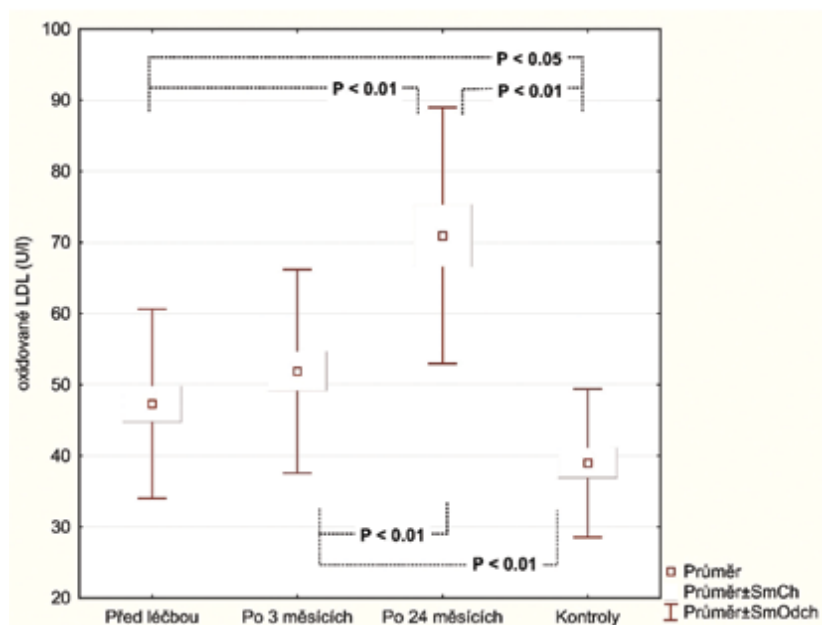 oxidované LDL (U/l)
100
90
80
70
60
50
40
30
20
P < 0.05
P < 0.01
P < 0.01
P < 0.01
P < 0.01
Před léčbou
Po 3 měsících
Po 24 měsících
Kontroly
Průměr
Průměr±SmCh
Průměr±SmOdch